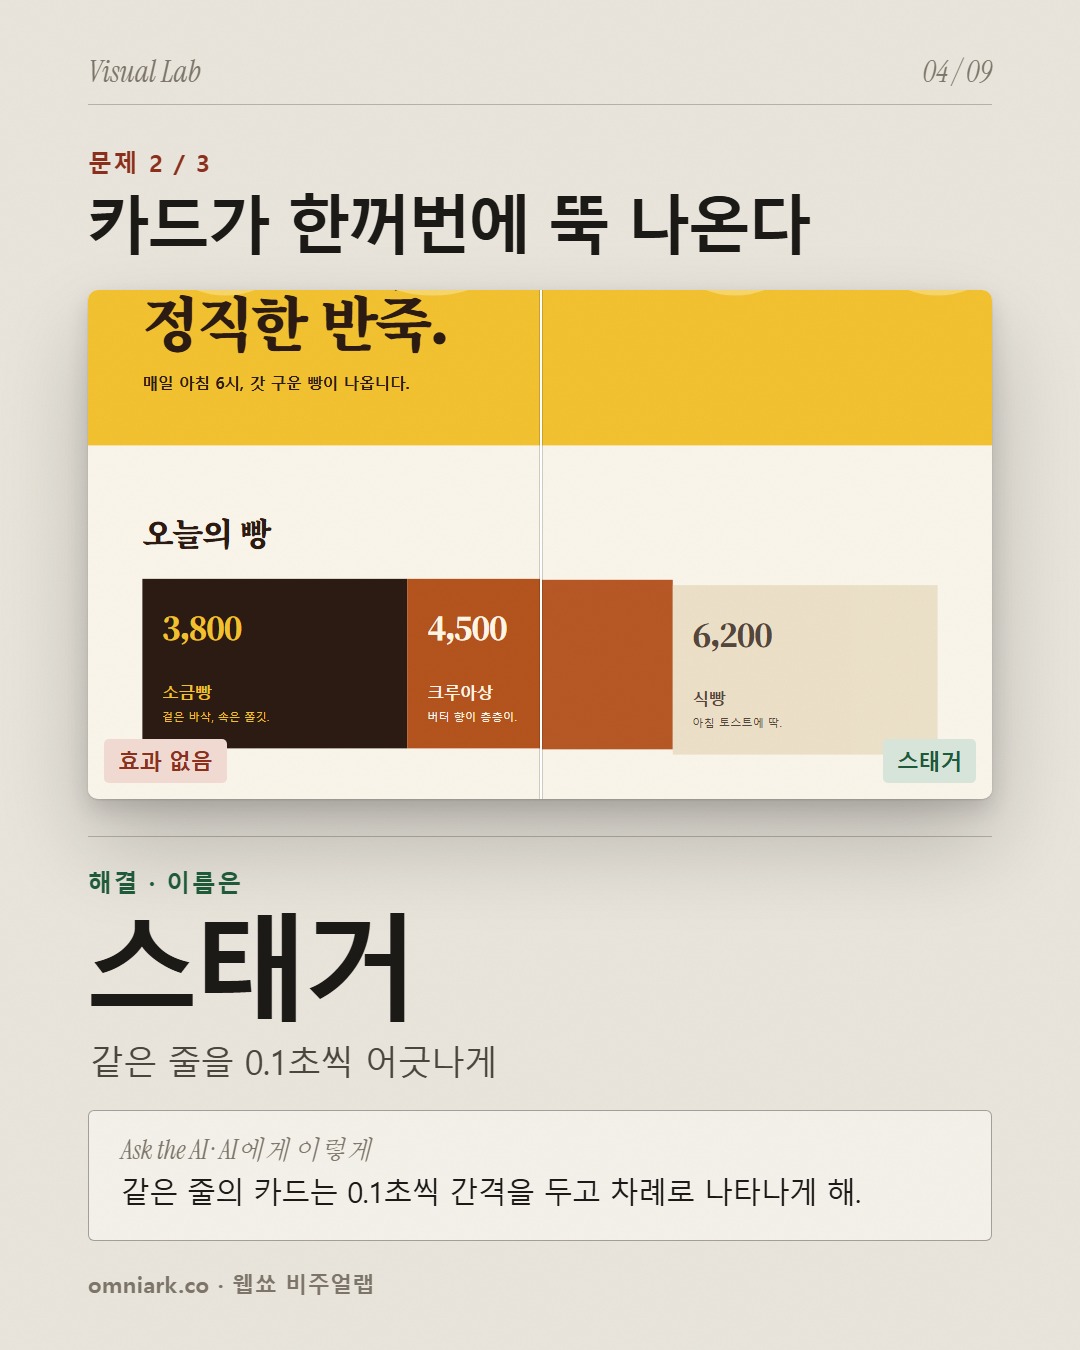 Visual Lab
04 / 09
문제 2 / 3
카드가 한꺼번에 뚝 나온다
정직한 반죽.
매일 아침 6시, 갓 구운 빵이 나옵니다.
오늘의 빵
3,800
소금빵
겉은 바삭, 속은 쫄깃.
4,500
크루아상
버터 향이 층층이.
6,200
식빵
아침 토스트에 딱.
효과 없음
스태거
해결 · 이름은
스태거
같은 줄을 0.1초씩 어긋나게
Ask the AI · AI에게 이렇게
같은 줄의 카드는 0.1초씩 간격을 두고 차례로 나타나게 해.
omniark.co · 웹쑈 비주얼랩